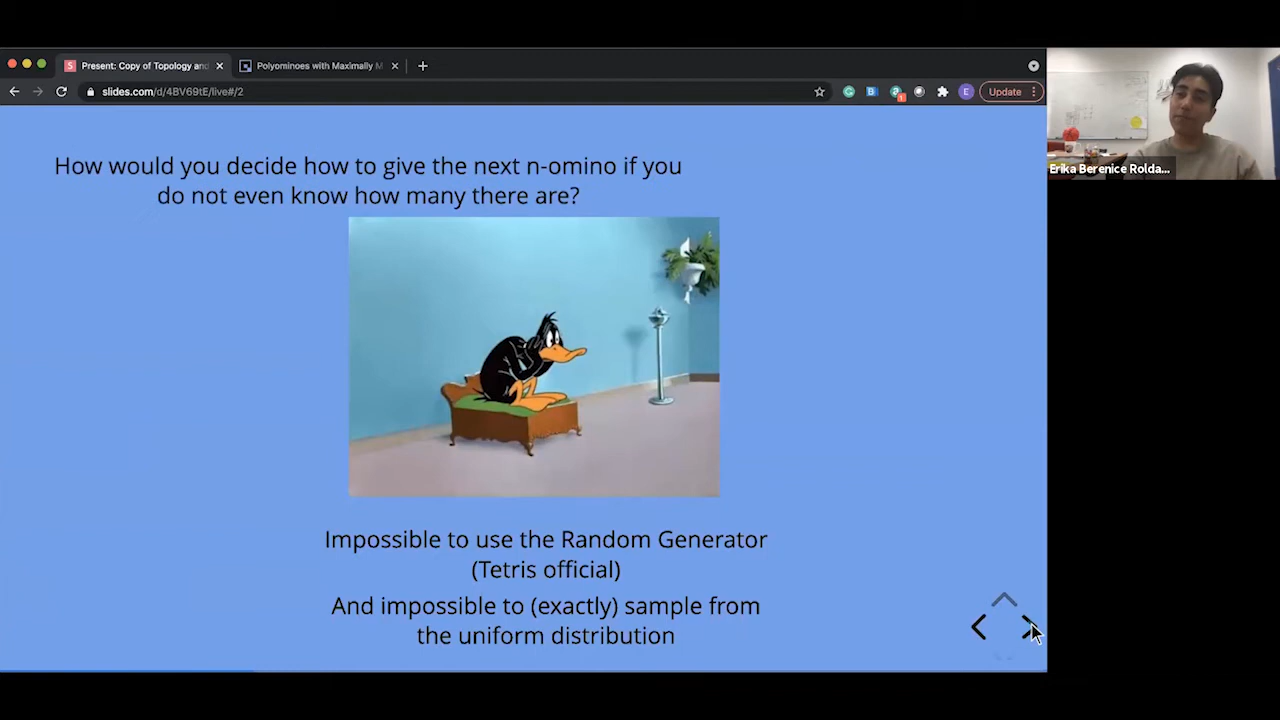 Present: Copy of Topology and
Polyominoes with Maximally M
slides.com/d/4BV69tE/live#/2
E
Update
How would you decide how to give the next n-omino if you
do not even know how many there are?
Impossible to use the Random Generator
(Tetris official)
And impossible to (exactly) sample from
the uniform distribution
Erika Berenice Rolda...